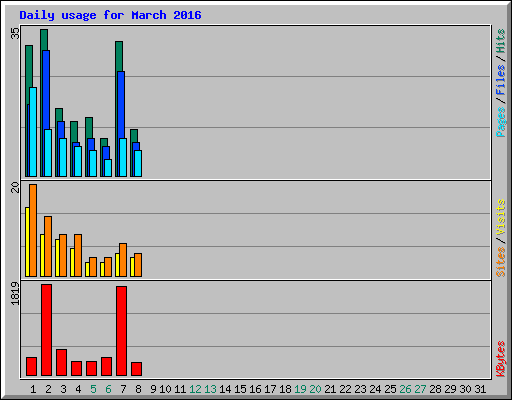 Daily usage for March 2016
35
Pages/Files/Hits
20
Sites/Visits
1819
KBytes
1 2 3 4 5 6 7 8 9 10 11 12 13 14 15 16 17 18 19 20 21 22 23 24 25 26 27 28 29 30 31